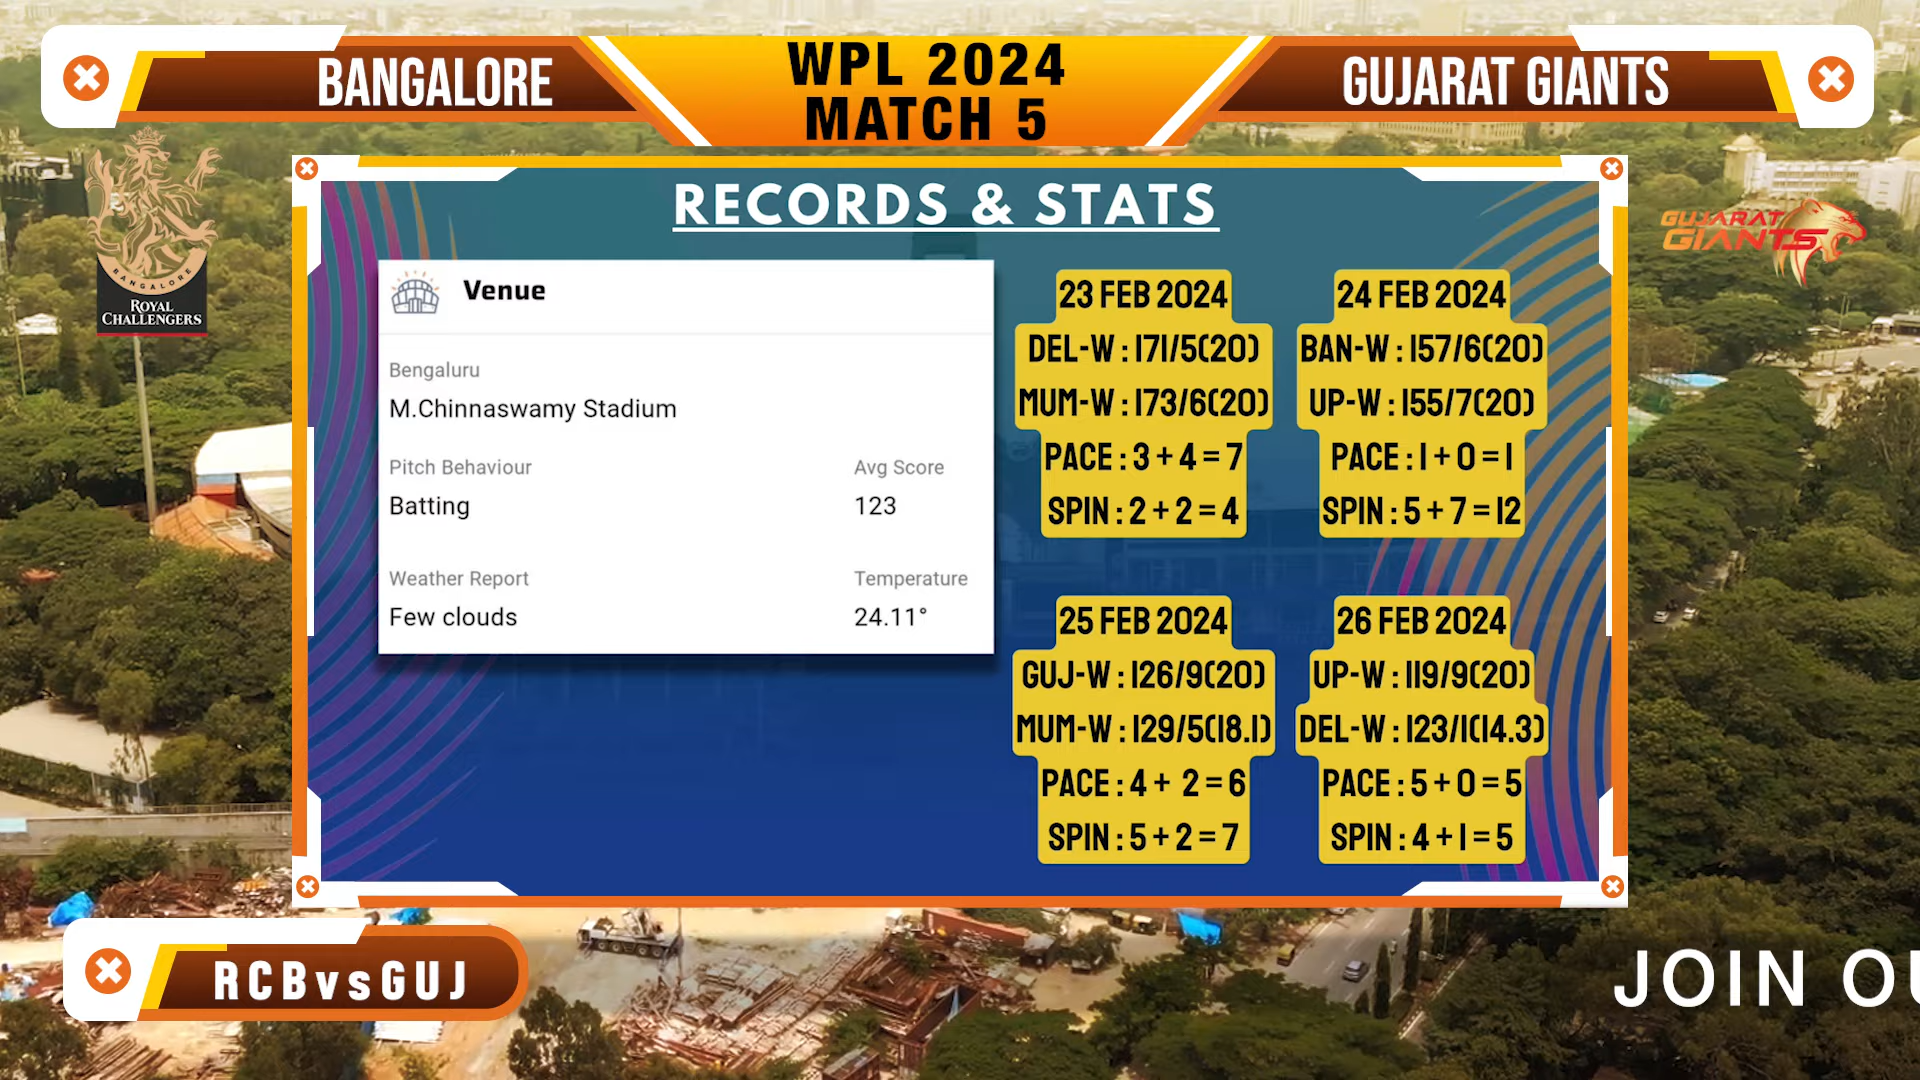 BANGALORE
WPL 2024
MATCH 5
GUJARAT GIANTS
BANGALORE
ROYAL
CHALLENGERS
GUJARAT
GIANTS
RECORDS & STATS
Venue
Bengaluru
M.Chinnaswamy Stadium
Pitch Behaviour
Avg Score
Batting
123
Weather Report
Temperature
Few clouds
24.11°
23 FEB 2024
DEL-W : 171/5(20)
MUM-W : 173/6(20)
PACE : 3 + 4 = 7
SPIN : 2 + 2 = 4
24 FEB 2024
BAN-W : 157/6(20)
UP-W : 155/7(20)
PACE : 1 + 0 = 1
SPIN : 5 + 7 = 12
25 FEB 2024
GUJ-W : 126/9(20)
MUM-W : 129/5(18.1)
PACE : 4 + 2 = 6
SPIN : 5 + 2 = 7
26 FEB 2024
UP-W : 119/9(20)
DEL-W : 123/1(14.3)
PACE : 5 + 0 = 5
SPIN : 4 + 1 = 5
RCBvsGUJ
JOIN OU